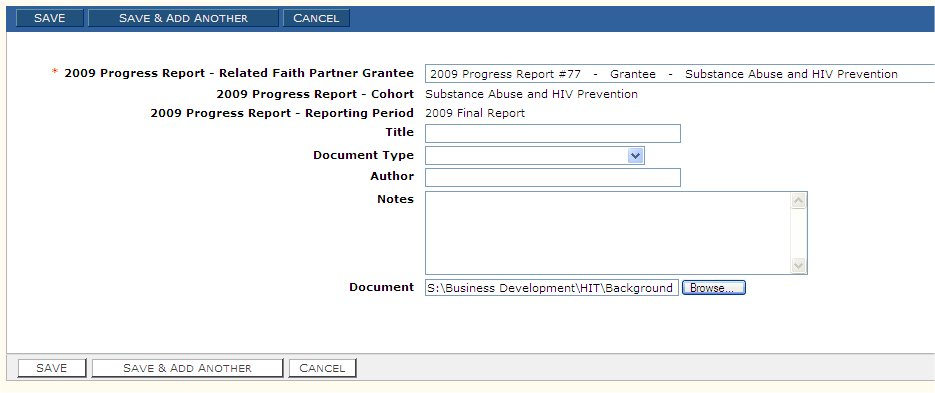 SAVE SAVE & ADD ANOTHER CANCEL
* 2009 Progress Report - Related Faith Partner Grantee 2009 Progress Report #77 - Grantee - Substance Abuse and HIV Prevention
2009 Progress Report - Cohort Substance Abuse and HIV Prevention
2009 Progress Report - Reporting Period 2009 Final Report
Title
Document Type
Author
Notes
Document S:\Business Development\HIT\Background Browse...
SAVE SAVE & ADD ANOTHER CANCEL